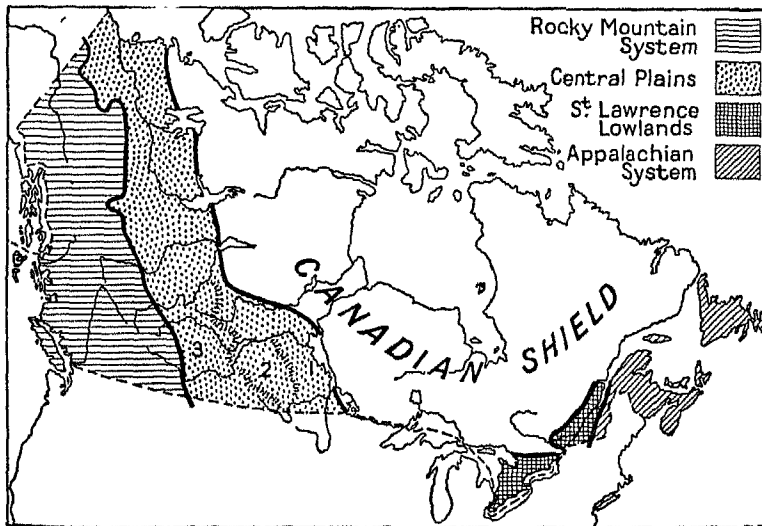 Rocky Mountain
System
Central Plains
St. Lawrence
Lowlands
Appalachian
System
CANADIAN SHIELD
3
2